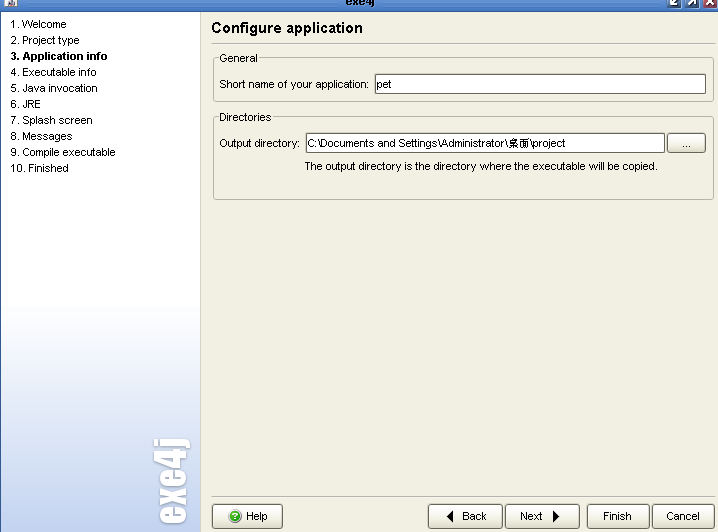 exe4j
1. Welcome
2. Project type
3. Application info
4. Executable info
5. Java invocation
6. JRE
7. Splash screen
8. Messages
9. Compile executable
10. Finished
exe4j
Configure application
General
Short name of your application: pet
Directories
Output directory: C:\Documents and Settings\Administrator\桌面\project ...
The output directory is the directory where the executable will be copied.
Help Back Next Finish Cancel